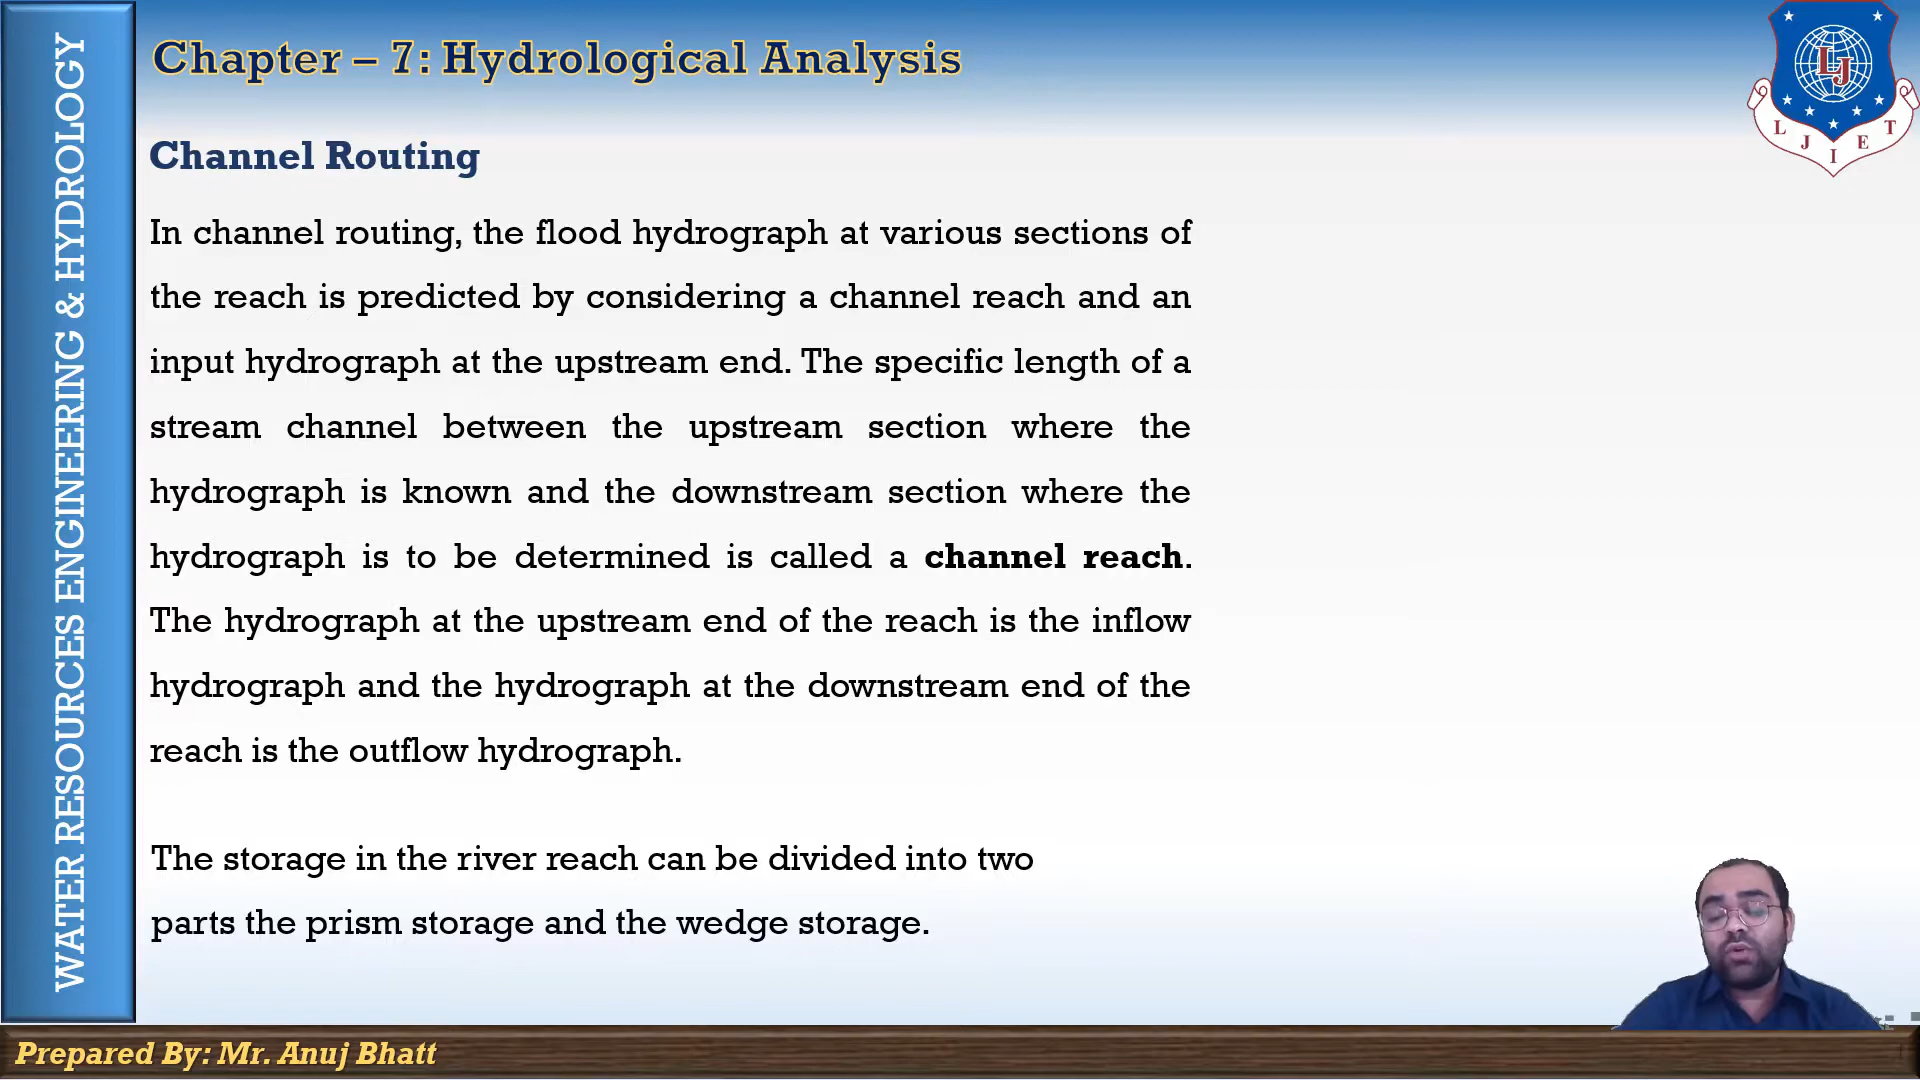 WATER RESOURCES ENGINEERING & HYDROLOGY
Chapter – 7: Hydrological Analysis
LJ
L J I E T
Channel Routing
In channel routing, the flood hydrograph at various sections of
the reach is predicted by considering a channel reach and an
input hydrograph at the upstream end. The specific length of a
stream channel between the upstream section where the
hydrograph is known and the downstream section where the
hydrograph is to be determined is called a channel reach.
The hydrograph at the upstream end of the reach is the inflow
hydrograph and the hydrograph at the downstream end of the
reach is the outflow hydrograph.
The storage in the river reach can be divided into two
parts the prism storage and the wedge storage.
Prepared By: Mr. Anuj Bhatt